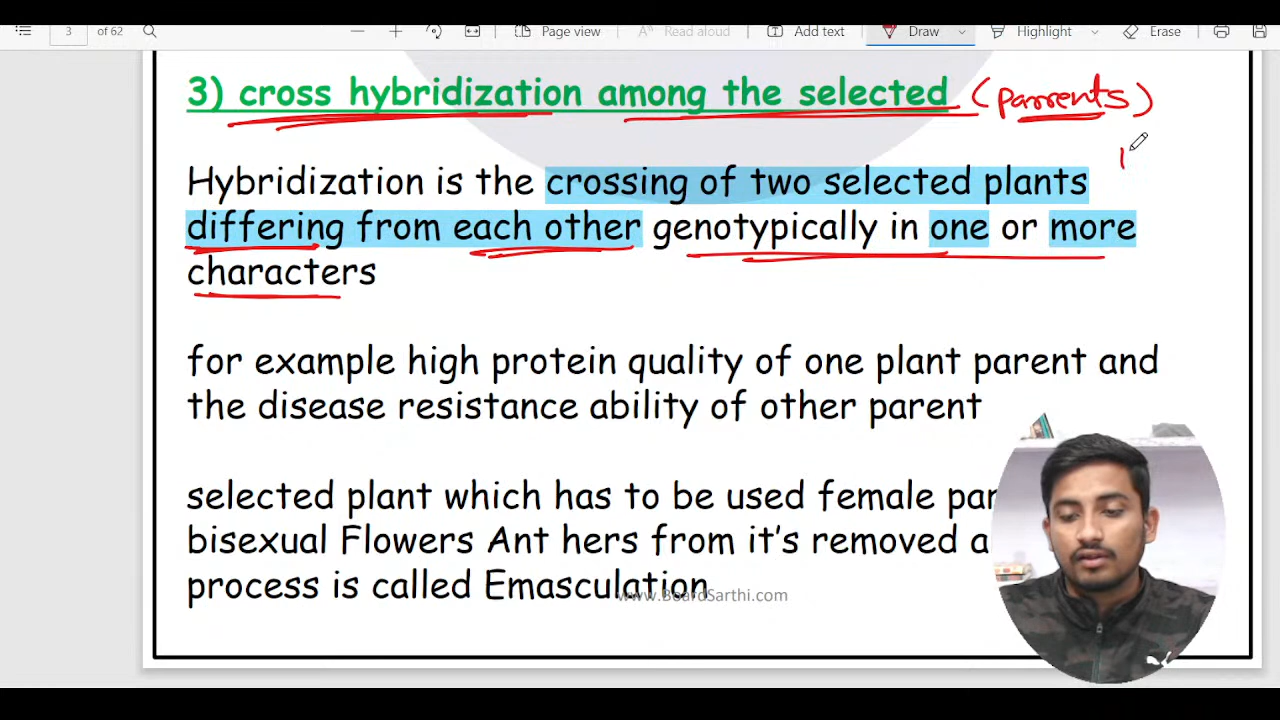 3 of 62 Page view Read aloud Add text Draw Highlight Erase
3) cross hybridization among the selected (parrents)
Hybridization is the crossing of two selected plants
differing from each other genotypically in one or more
characters
for example high protein quality of one plant parent and
the disease resistance ability of other parent
selected plant which has to be used female
bisexual Flowers Ant hers from it's removed
process is called Emasculation
www.BoardSarthi.com